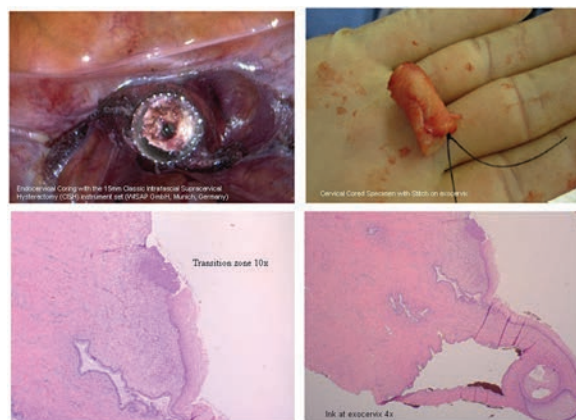 Endocervical Coring with the 15mm Classic Intrafascial Supracervical
Hysterectomy (CISH) instrument set (WISAP GmbH, Munich, Germany)
Cervical Cored Specimen with Stitch on exocervix
Transition zone 10x
Ink at exocervix 4x